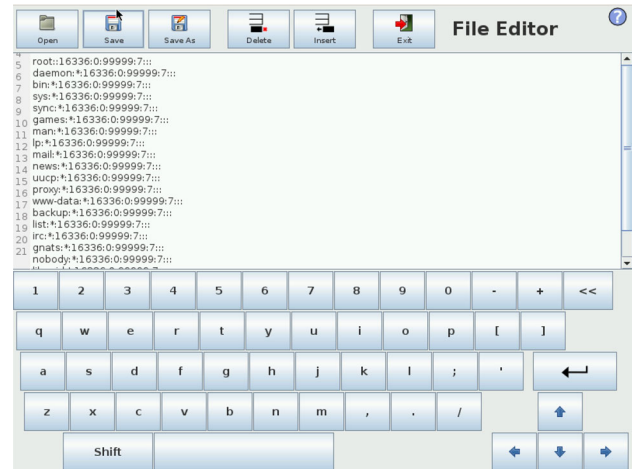 Open Save Save As Delete Insert Exit File Editor ?
4
5 root::16336:0:99999:7:::
6 daemon:*:16336:0:99999:7:::
7 bin:*:16336:0:99999:7:::
8 sys:*:16336:0:99999:7:::
9 sync:*:16336:0:99999:7:::
10 games:*:16336:0:99999:7:::
11 man:*:16336:0:99999:7:::
12 lp:*:16336:0:99999:7:::
13 mail:*:16336:0:99999:7:::
14 news:*:16336:0:99999:7:::
15 uucp:*:16336:0:99999:7:::
16 proxy:*:16336:0:99999:7:::
17 www-data:*:16336:0:99999:7:::
18 backup:*:16336:0:99999:7:::
19 list:*:16336:0:99999:7:::
20 irc:*:16336:0:99999:7:::
21 gnats:*:16336:0:99999:7:::
nobody:*:16336:0:99999:7:::
1 2 3 4 5 6 7 8 9 0 - + <<
q w e r t y u i o p [ ]
a s d f g h j k l ; '
z x c v b n m , . /
Shift